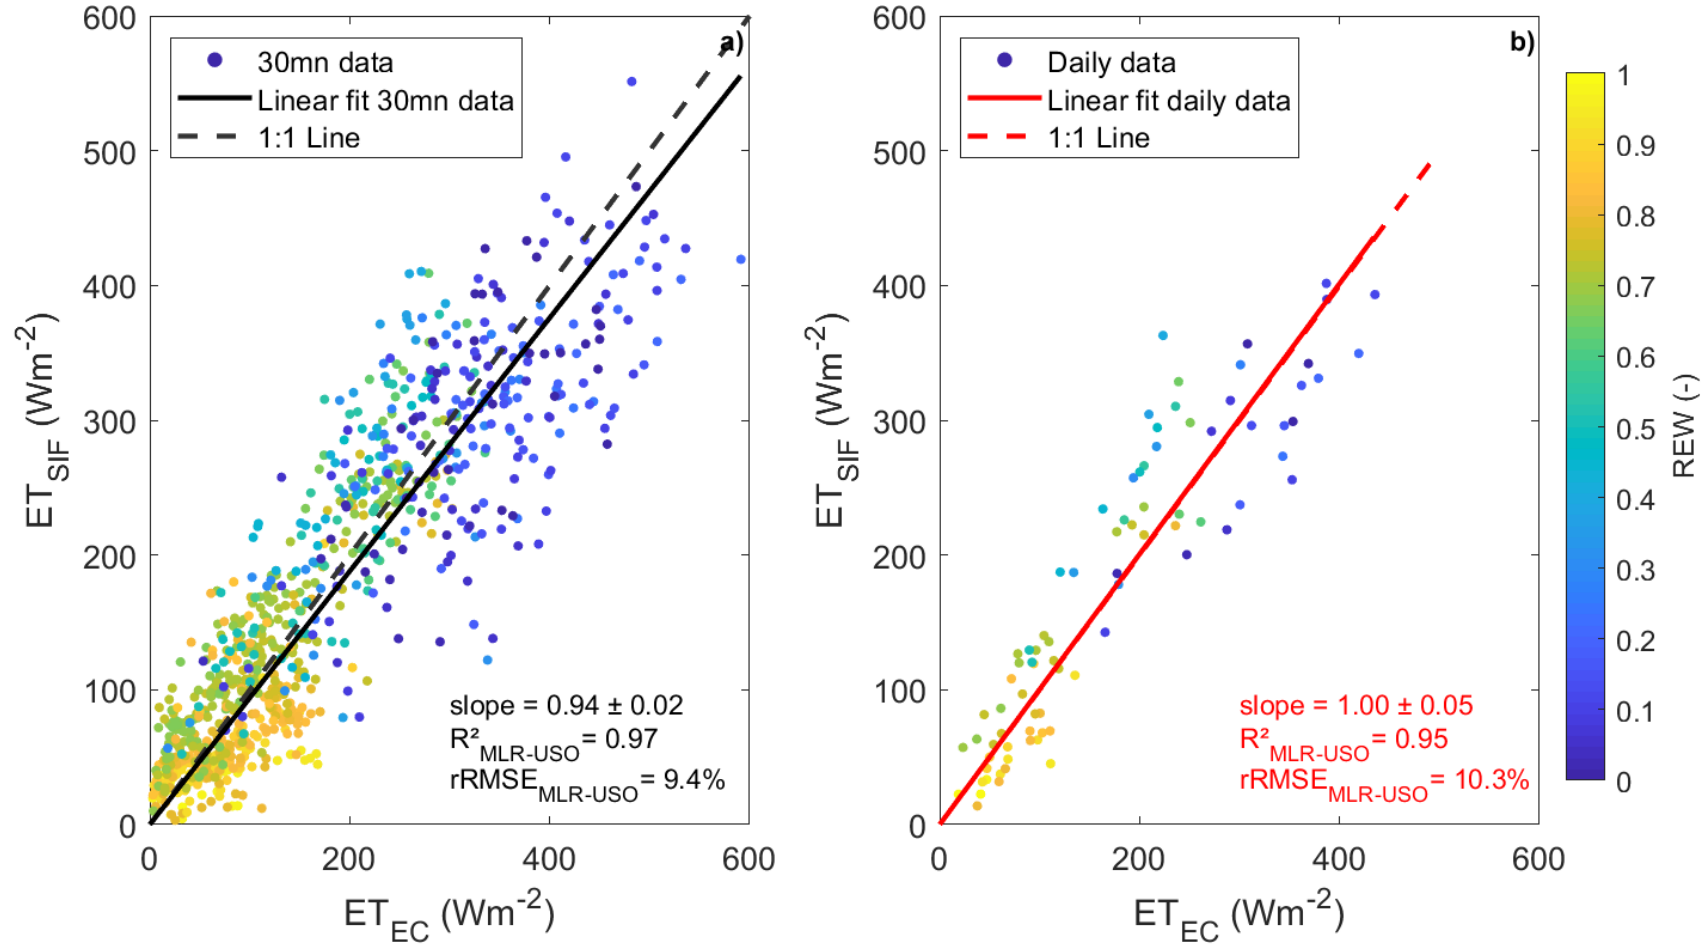 a)
30mn data
Linear fit 30mn data
1:1 Line
600
500
400
300
200
100
0
ET_SIF (Wm^-2)
slope = 0.94 ± 0.02
R²_MLR-USO = 0.97
rRMSE_MLR-USO = 9.4%
0 200 400 600
ET_EC (Wm^-2)
b)
Daily data
Linear fit daily data
1:1 Line
600
500
400
300
200
100
0
ET_SIF (Wm^-2)
slope = 1.00 ± 0.05
R²_MLR-USO = 0.95
rRMSE_MLR-USO = 10.3%
0 200 400 600
ET_EC (Wm^-2)
1
0.9
0.8
0.7
0.6
0.5
0.4
0.3
0.2
0.1
0
REW (-)